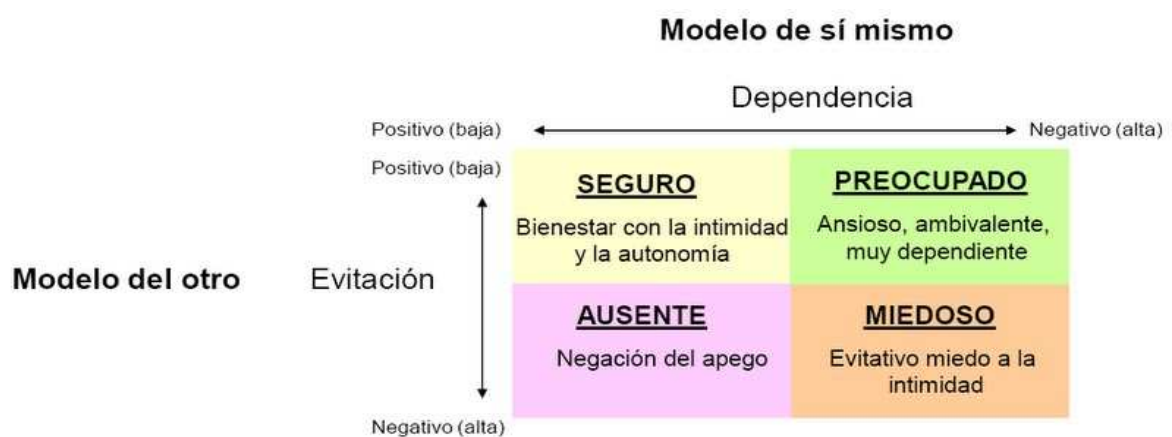 Modelo de sí mismo
Dependencia
Positivo (baja)
Negativo (alta)
Positivo (baja)
SEGURO
Bienestar con la intimidad
y la autonomía
PREOCUPADO
Ansioso, ambivalente,
muy dependiente
Modelo del otro
Evitación
AUSENTE
Negación del apego
MIEDOSO
Evitativo miedo a la
intimidad
Negativo (alta)